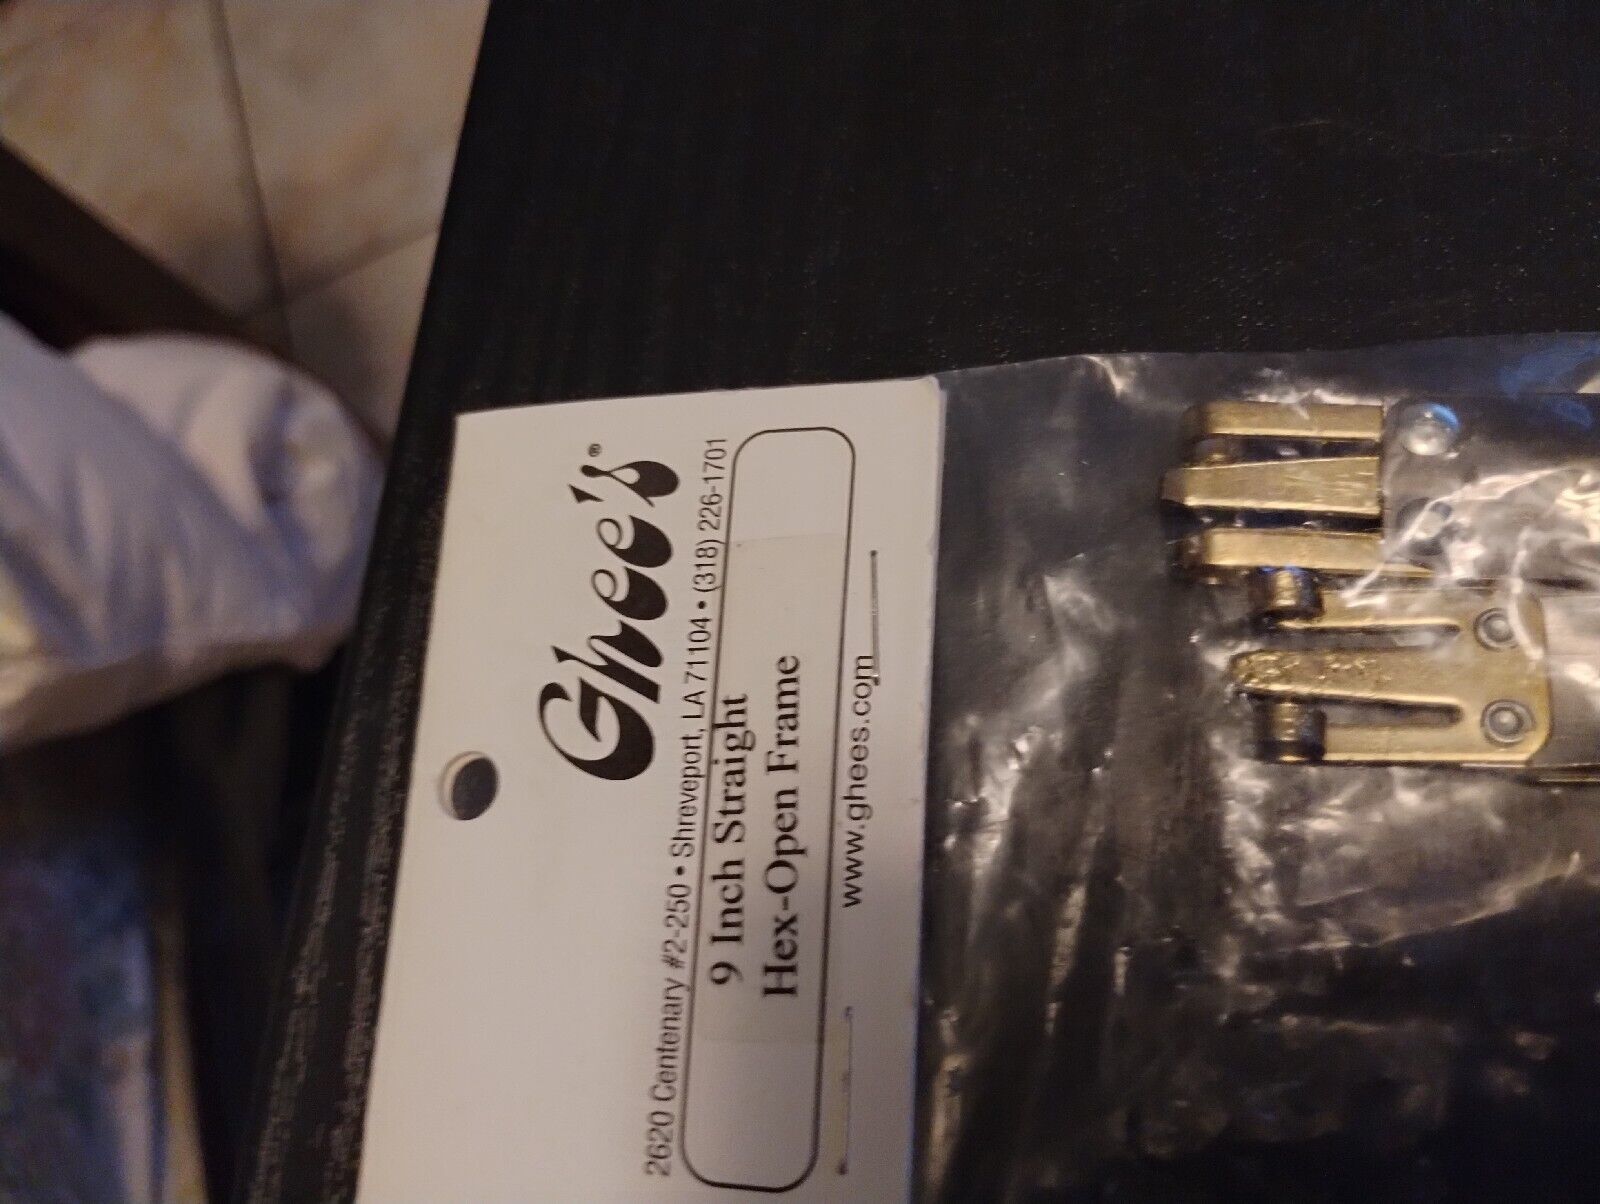 Ghee's®
2620 Centenary #2-250 • Shreveport, LA 71104 • (318) 226-1701
9 Inch Straight
Hex-Open Frame
www.ghees.com